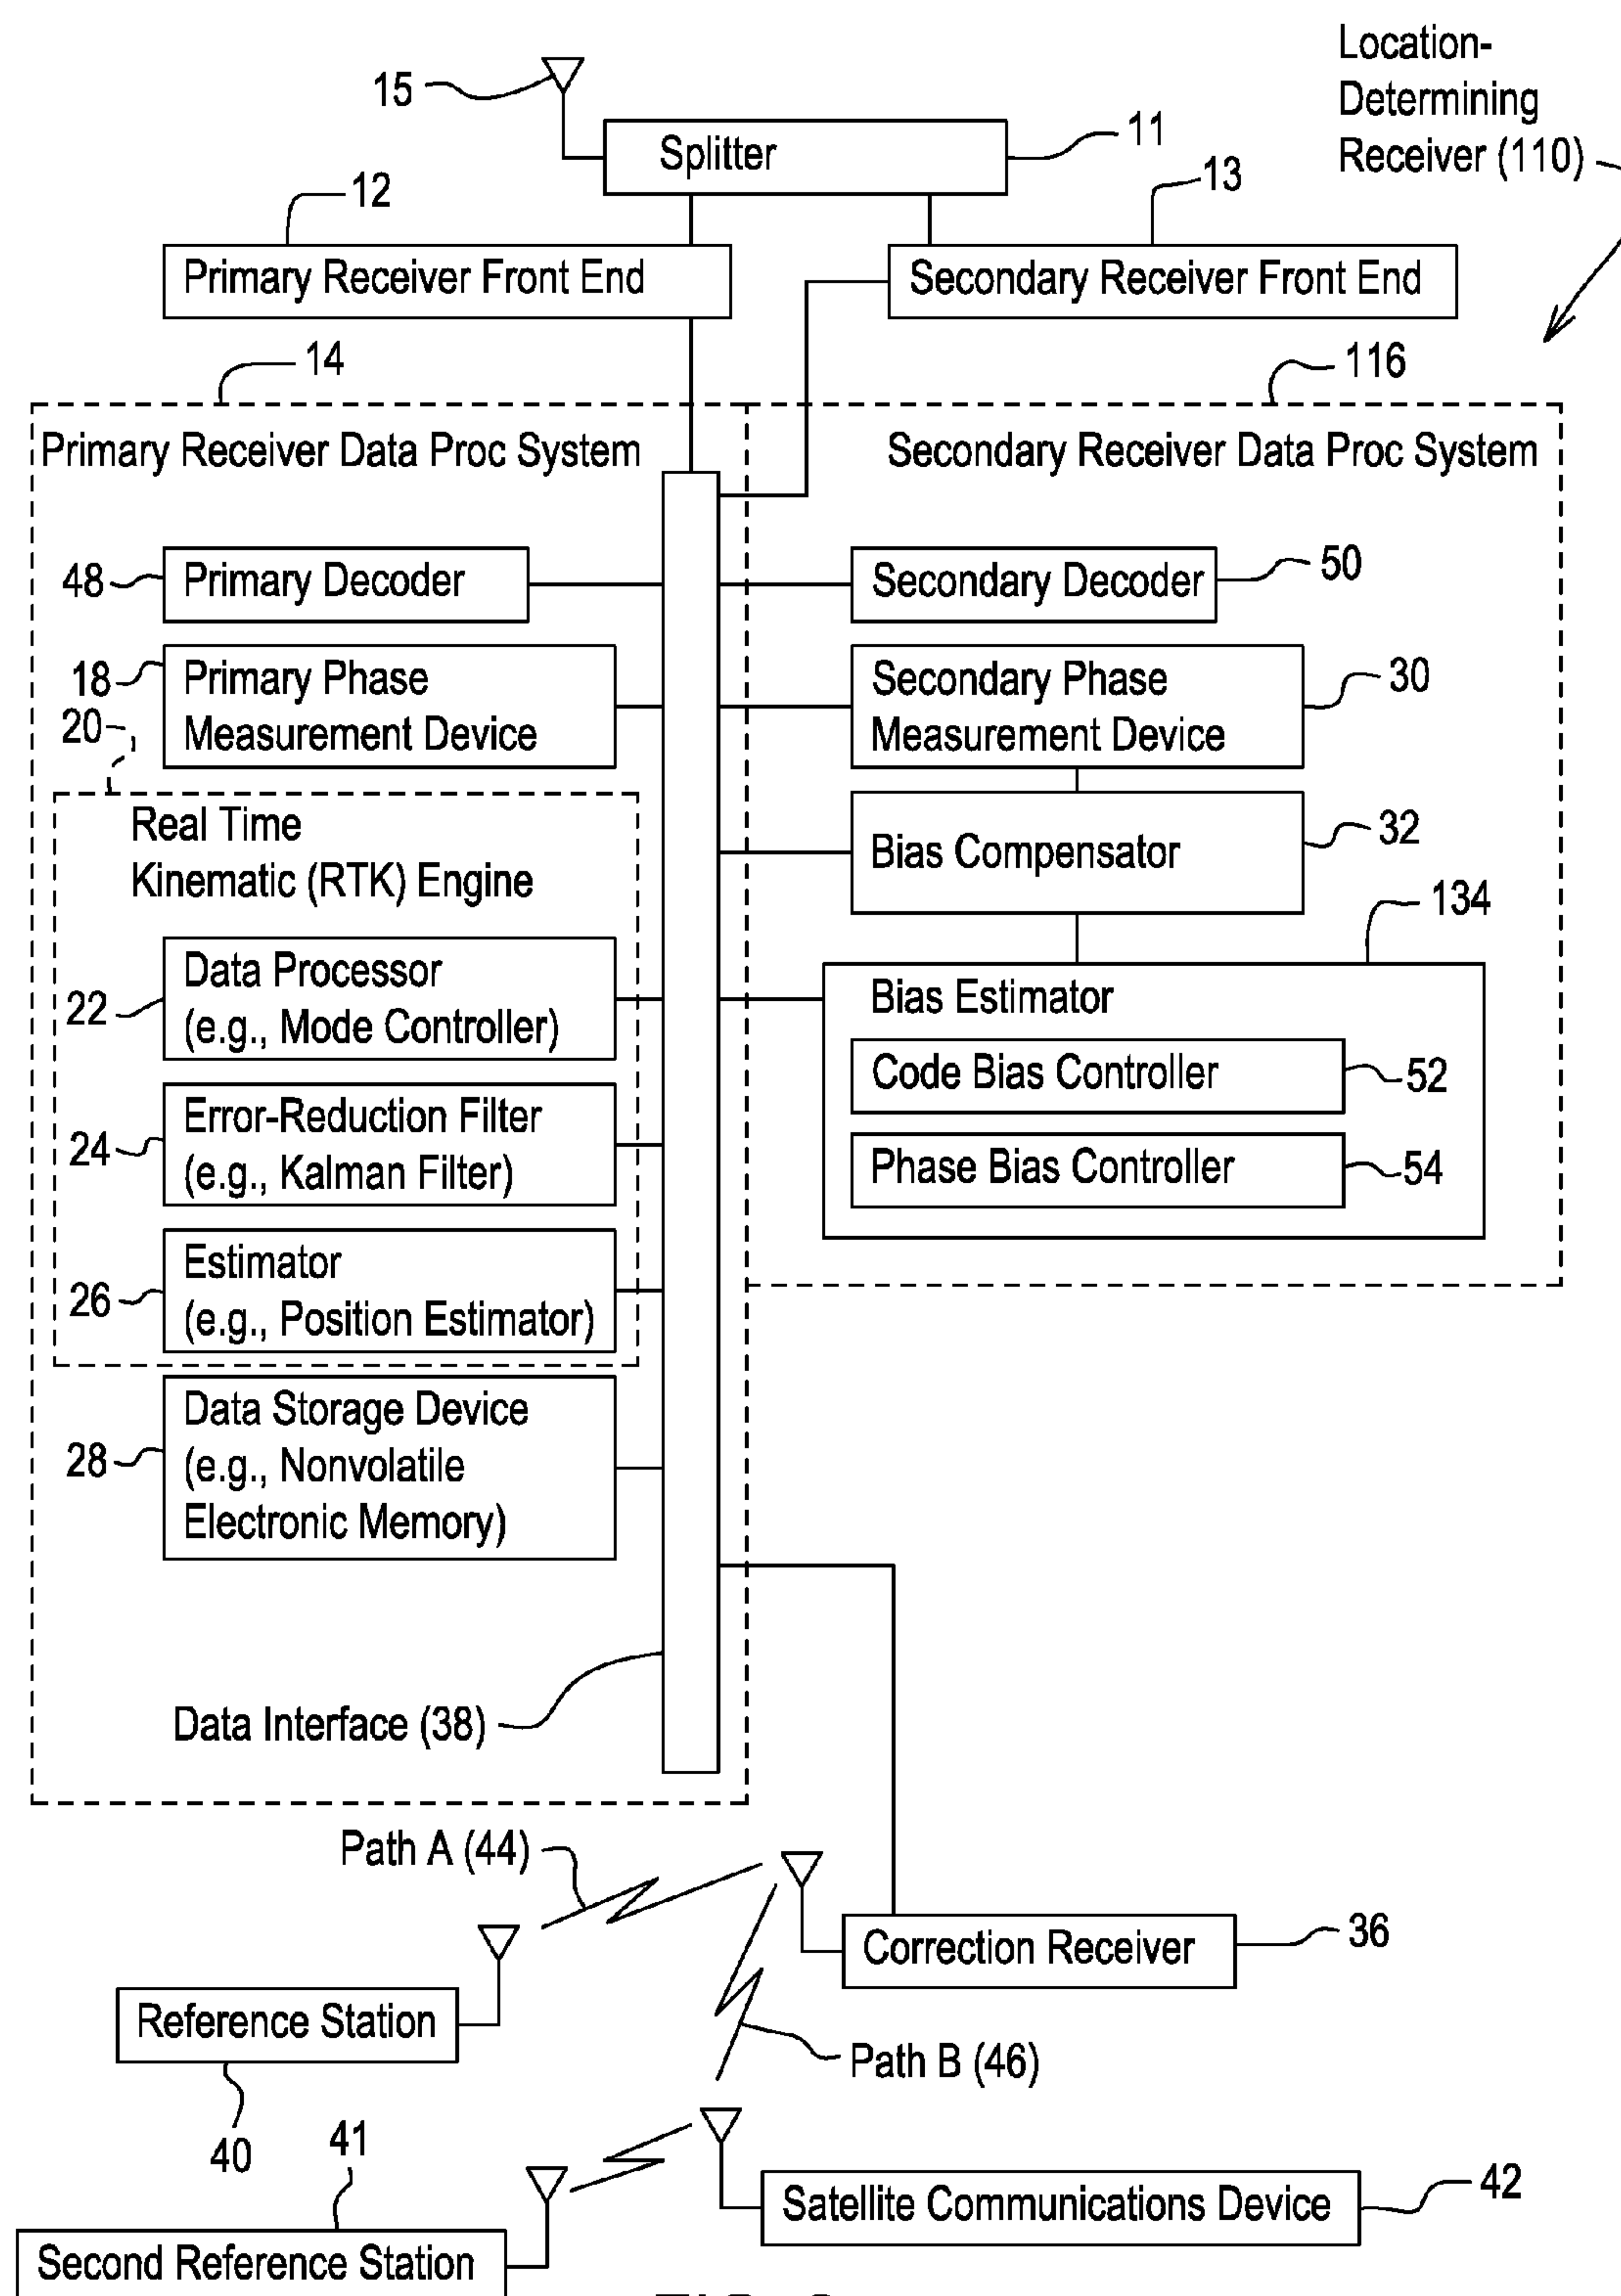 Location-
Determining
Receiver (110)
15
Splitter
11
12
13
Primary Receiver Front End
Secondary Receiver Front End
14
116
Primary Receiver Data Proc System
Secondary Receiver Data Proc System
48
Primary Decoder
Secondary Decoder
50
18
Primary Phase
Measurement Device
Secondary Phase
Measurement Device
30
20
Real Time
Kinematic (RTK) Engine
Bias Compensator
32
134
22
Data Processor
(e.g., Mode Controller)
Bias Estimator
Code Bias Controller
52
24
Error-Reduction Filter
(e.g., Kalman Filter)
Phase Bias Controller
54
26
Estimator
(e.g., Position Estimator)
28
Data Storage Device
(e.g., Nonvolatile
Electronic Memory)
Data Interface (38)
Path A (44)
Correction Receiver
36
Reference Station
40
Path B (46)
41
Satellite Communications Device
42
Second Reference Station